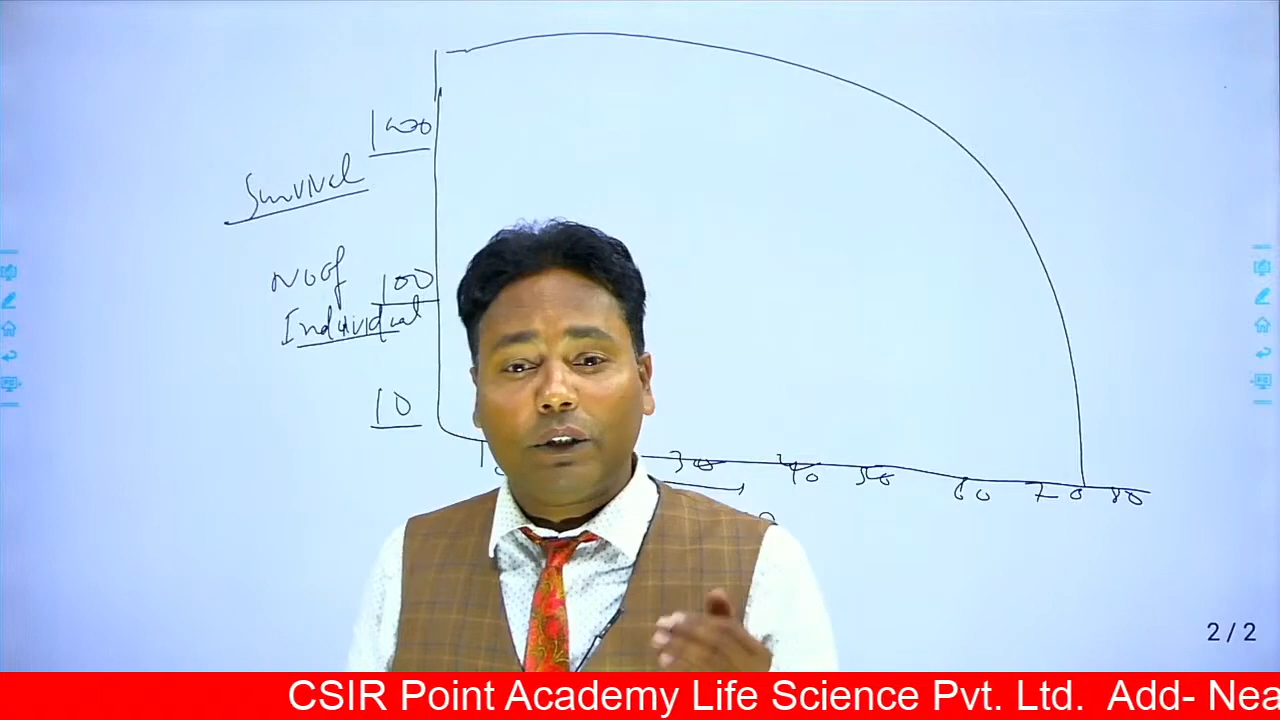 1000
Survival
No of
100
Individual
10
30
40
50
60
70
80
2/2
CSIR Point Academy Life Science Pvt. Ltd. Add- Nea